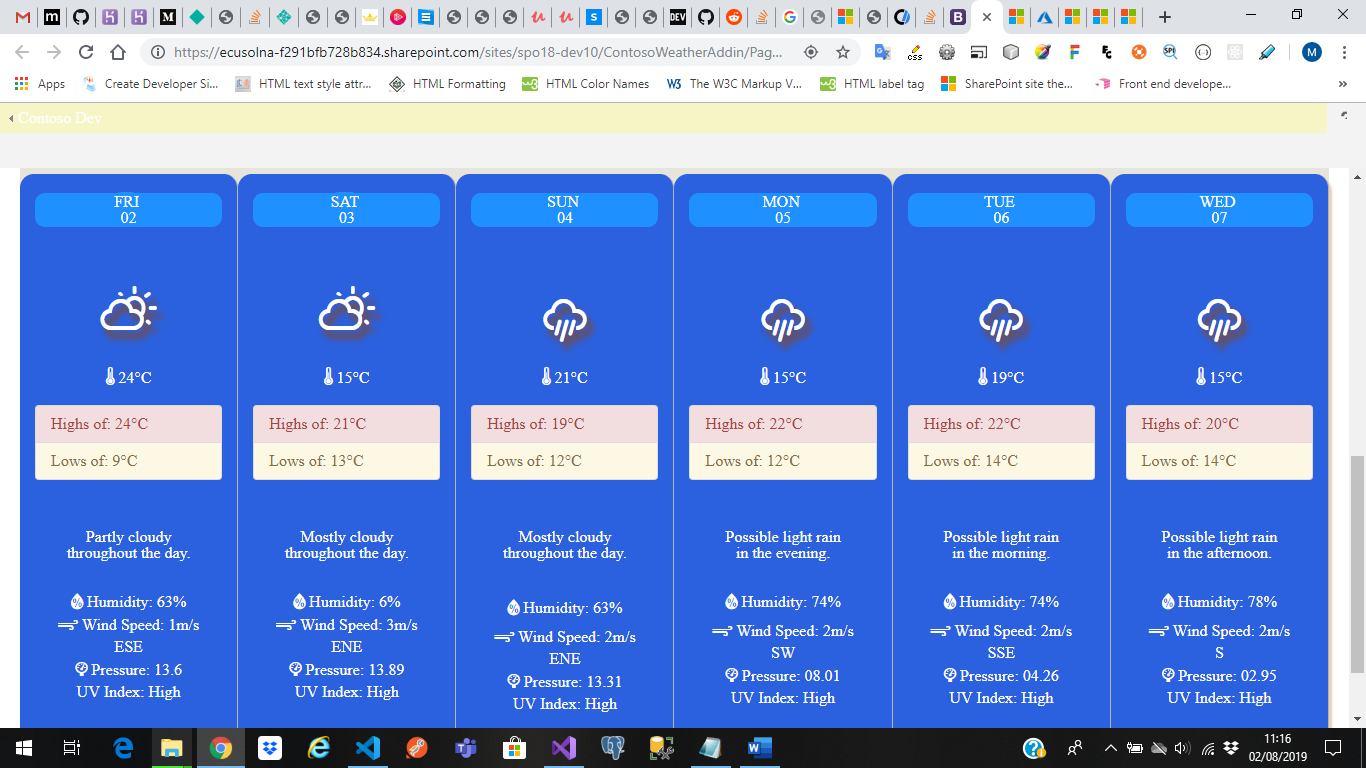 https://ecusolna-f291bfb728b834.sharepoint.com/sites/spo18-dev10/ContosoWeatherAddin/Pag...
Apps Create Developer Si... HTML text style attr... HTML Formatting HTML Color Names The W3C Markup V... HTML label tag SharePoint site the... Front end develope...
Contoso Dev
FRI
02
24°C
Highs of: 24°C
Lows of: 9°C
Partly cloudy
throughout the day.
Humidity: 63%
Wind Speed: 1m/s
ESE
Pressure: 13.6
UV Index: High
SAT
03
15°C
Highs of: 21°C
Lows of: 13°C
Mostly cloudy
throughout the day.
Humidity: 6%
Wind Speed: 3m/s
ENE
Pressure: 13.89
UV Index: High
SUN
04
21°C
Highs of: 19°C
Lows of: 12°C
Mostly cloudy
throughout the day.
Humidity: 63%
Wind Speed: 2m/s
ENE
Pressure: 13.31
UV Index: High
MON
05
15°C
Highs of: 22°C
Lows of: 12°C
Possible light rain
in the evening.
Humidity: 74%
Wind Speed: 2m/s
SW
Pressure: 08.01
UV Index: High
TUE
06
19°C
Highs of: 22°C
Lows of: 14°C
Possible light rain
in the morning.
Humidity: 74%
Wind Speed: 2m/s
SSE
Pressure: 04.26
UV Index: High
WED
07
15°C
Highs of: 20°C
Lows of: 14°C
Possible light rain
in the afternoon.
Humidity: 78%
Wind Speed: 2m/s
S
Pressure: 02.95
UV Index: High
11:16
02/08/2019